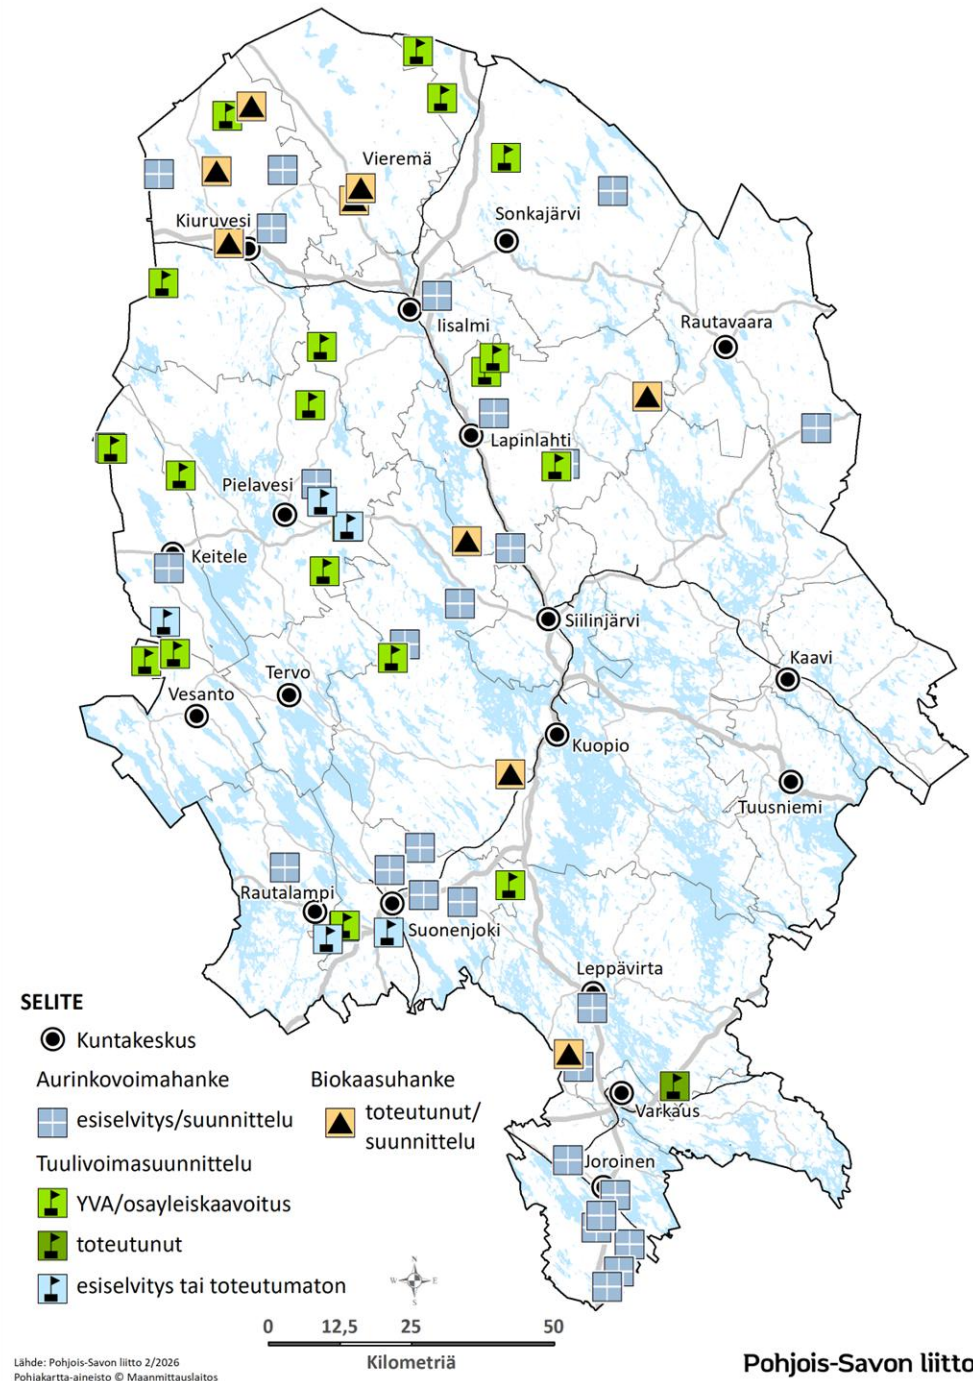 Vieremä
Kiuruvesi
Sonkajärvi
Iisalmi
Rautavaara
Lapinlahti
Pielavesi
Keitele
Siilinjärvi
Kaavi
Tervo
Vesanto
Kuopio
Tuusniemi
Rautalampi
Suonenjoki
Leppävirta
Varkaus
Joroinen
SELITE
Kuntakeskus
Aurinkovoimahanke
esiselvitys/suunnittelu
Biokaasuhanke
toteutunut/
suunnittelu
Tuulivoimasuunnittelu
YVA/osayleiskaavoitus
toteutunut
esiselvitys tai toteutumaton
N
W E
S
0 12,5 25 50
Kilometriä
Lähde: Pohjois-Savon liitto 2/2026
Pohjakartta-aineisto © Maanmittauslaitos
Pohjois-Savon liitto